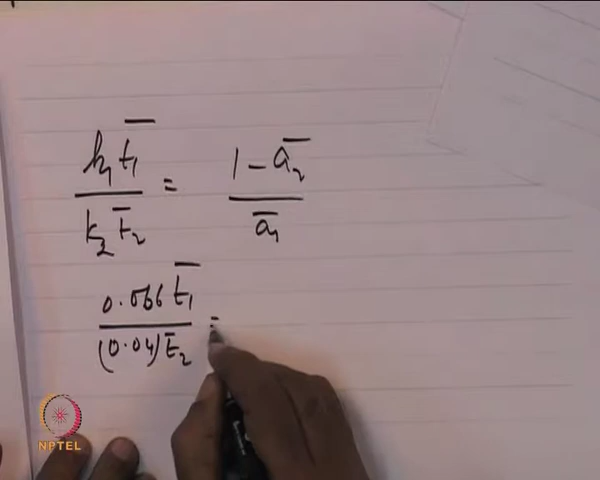 k₁ t̄₁ / k₂ t̄₂ = 1 - ā₂ / ā₁
0.066 t̄₁ / (0.04) t̄₂ =
NPTEL